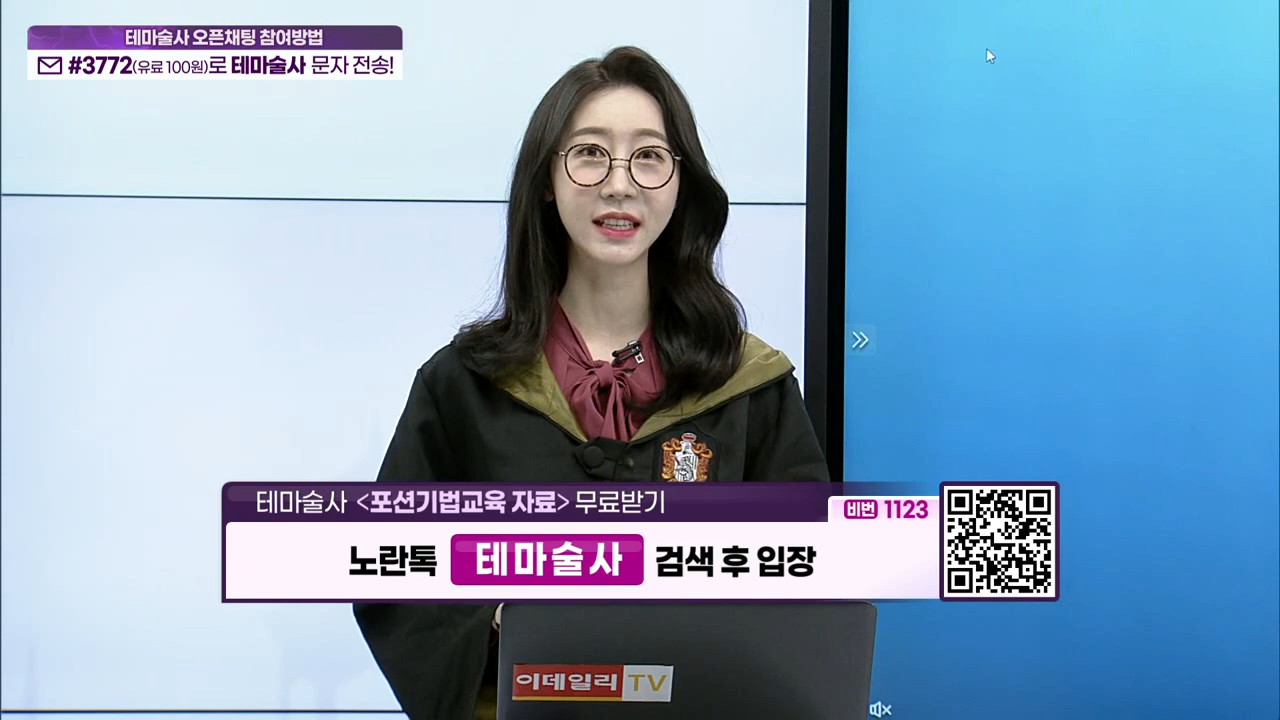 테마술사 오픈채팅 참여방법
#3772(유료 100원)로 테마술사 문자 전송!
테마술사 <포션기법교육 자료> 무료받기
비번 1123
노란톡 테마술사 검색 후 입장
이데일리 TV